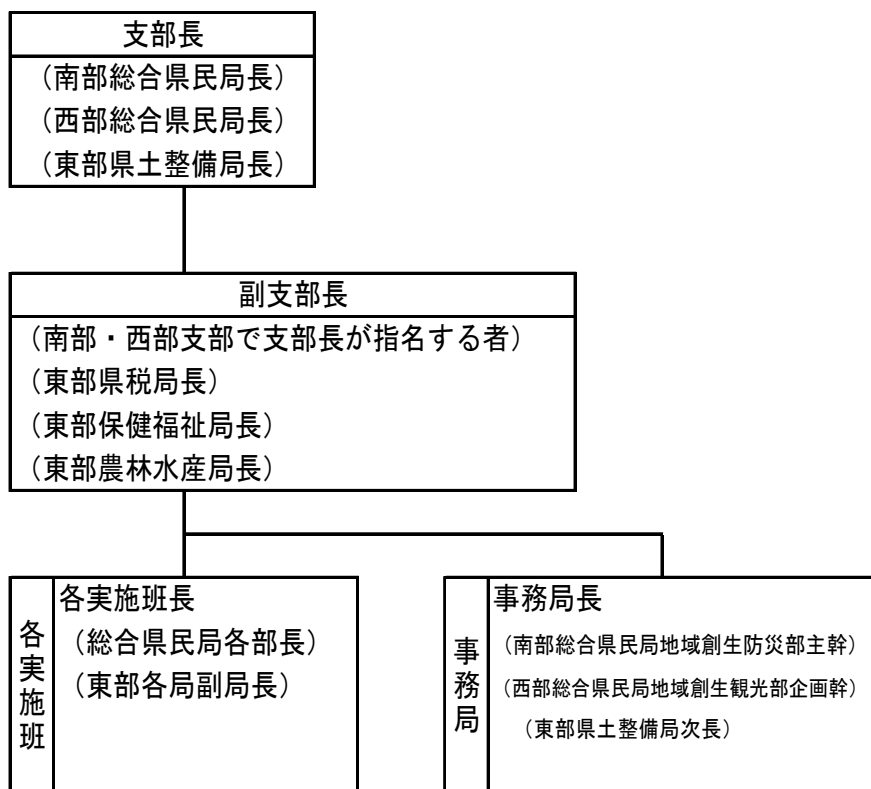 支部長
（南部総合県民局長）
（西部総合県民局長）
（東部県土整備局長）
副支部長
（南部・西部支部で支部長が指名する者）
（東部県税局長）
（東部保健福祉局長）
（東部農林水産局長）
各実施班
各実施班長
（総合県民局各部長）
（東部各局副局長）
事務局
事務局長
（南部総合県民局地域創生防災部主幹）
（西部総合県民局地域創生観光部企画幹）
（東部県土整備局次長）